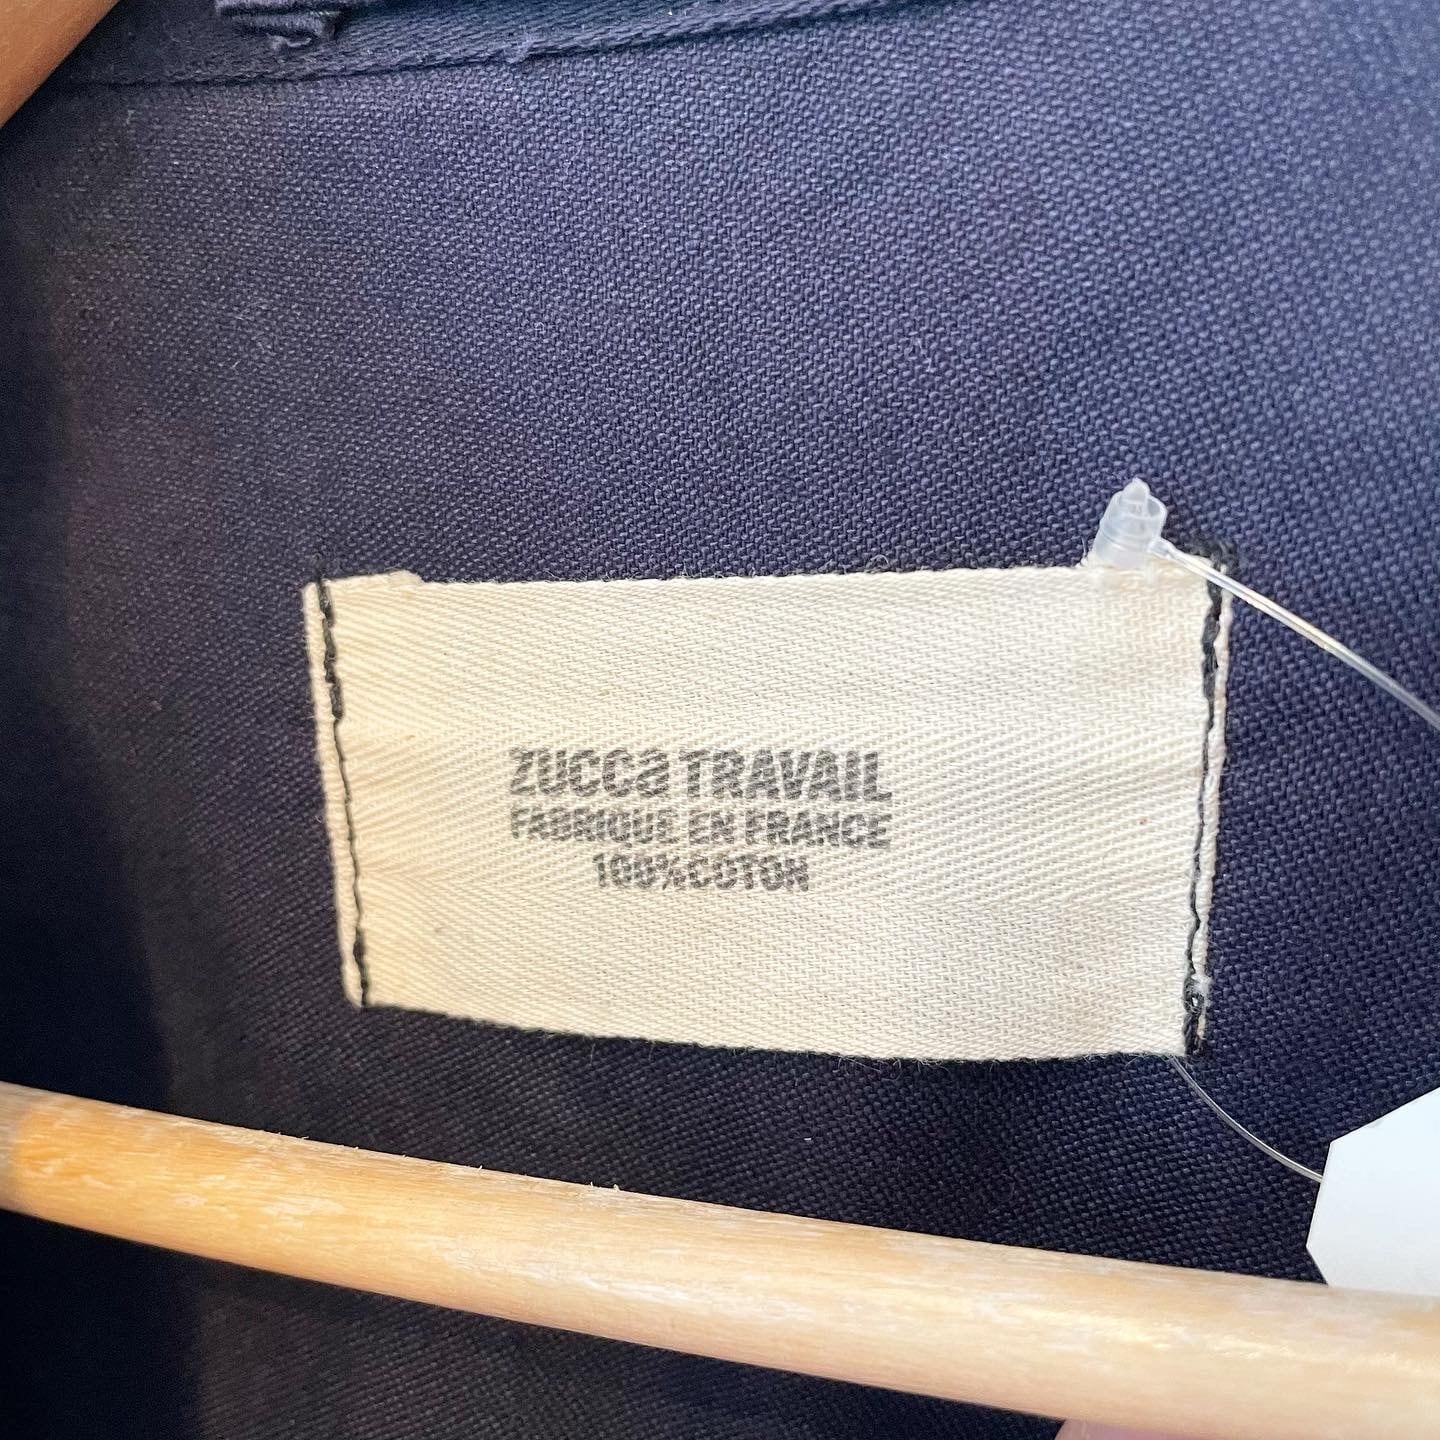 ZUCCa TRAVAIL
FABRIQUE EN FRANCE
100%COTON